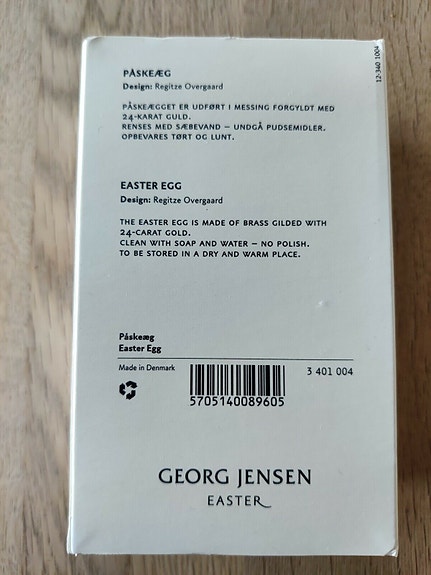 12-340 1004
PÅSKEÆG
Design: Regitze Overgaard
PÅSKEÆGGET ER UDFØRT I MESSING FORGYLDT MED
24-KARAT GULD.
RENSES MED SÆBEVAND – UNDGÅ PUDSEMIDLER.
OPBEVARES TØRT OG LUNT.
EASTER EGG
Design: Regitze Overgaard
THE EASTER EGG IS MADE OF BRASS GILDED WITH
24-CARAT GOLD.
CLEAN WITH SOAP AND WATER – NO POLISH.
TO BE STORED IN A DRY AND WARM PLACE.
Påskeæg
Easter Egg
Made in Denmark
3 401 004
5705140089605
GEORG JENSEN
EASTER